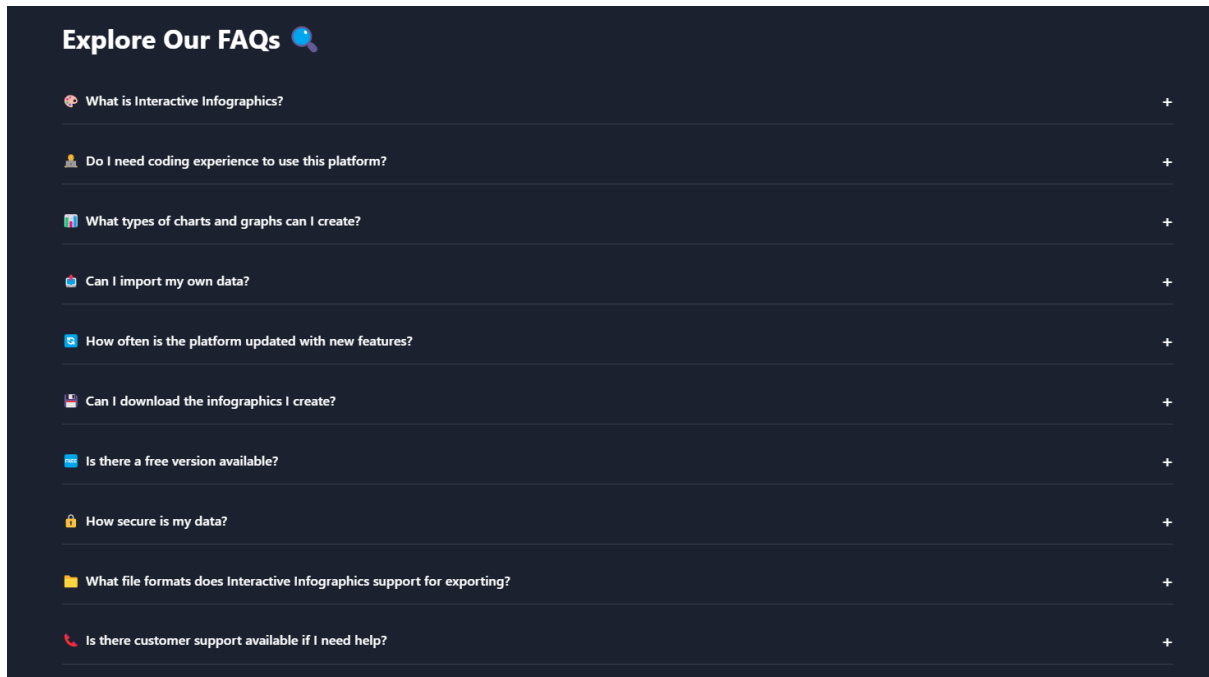 Explore Our FAQs 🔍
🎨 What is Interactive Infographics? +
🧑‍💻 Do I need coding experience to use this platform? +
📊 What types of charts and graphs can I create? +
📤 Can I import my own data? +
🔄 How often is the platform updated with new features? +
💾 Can I download the infographics I create? +
🆓 Is there a free version available? +
🔒 How secure is my data? +
📁 What file formats does Interactive Infographics support for exporting? +
📞 Is there customer support available if I need help? +